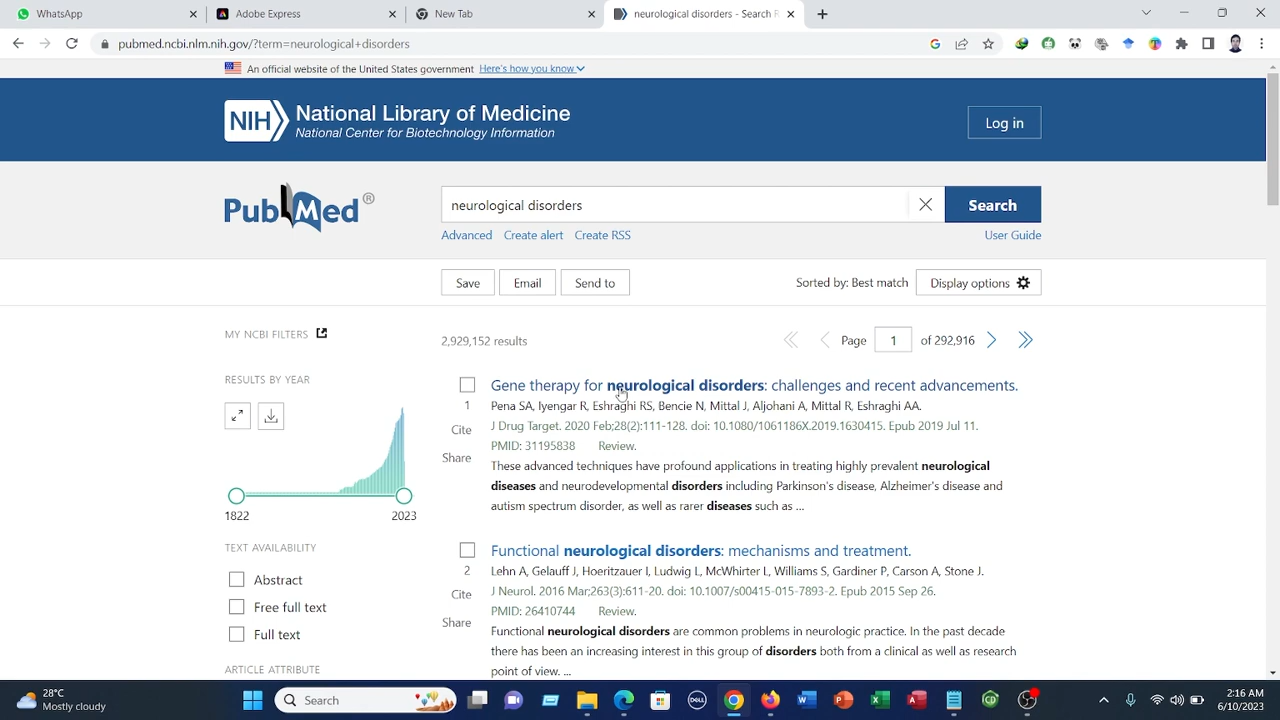 WhatsApp
Adobe Express
New Tab
neurological disorders - Search R
pubmed.ncbi.nlm.nih.gov/?term=neurological+disorders
An official website of the United States government Here's how you know
NIH National Library of Medicine
National Center for Biotechnology Information
Log in
PubMed®
neurological disorders
Search
Advanced Create alert Create RSS
User Guide
Save Email Send to
Sorted by: Best match Display options
MY NCBI FILTERS
2,929,152 results
Page 1 of 292,916
RESULTS BY YEAR
1822 2023
TEXT AVAILABILITY
Abstract
Free full text
Full text
ARTICLE ATTRIBUTE
1
Cite
Share
Gene therapy for neurological disorders: challenges and recent advancements.
Pena SA, Iyengar R, Eshraghi RS, Bencie N, Mittal J, Aljohani A, Mittal R, Eshraghi AA.
J Drug Target. 2020 Feb;28(2):111-128. doi: 10.1080/1061186X.2019.1630415. Epub 2019 Jul 11.
PMID: 31195838 Review.
These advanced techniques have profound applications in treating highly prevalent neurological
diseases and neurodevelopmental disorders including Parkinson's disease, Alzheimer's disease and
autism spectrum disorder, as well as rarer diseases such as ...
2
Cite
Share
Functional neurological disorders: mechanisms and treatment.
Lehn A, Gelauff J, Hoeritzauer I, Ludwig L, McWhirter L, Williams S, Gardiner P, Carson A, Stone J.
J Neurol. 2016 Mar;263(3):611-20. doi: 10.1007/s00415-015-7893-2. Epub 2015 Sep 26.
PMID: 26410744 Review.
Functional neurological disorders are common problems in neurologic practice. In the past decade
there has been an increasing interest in this group of disorders both from a clinical as well as research
point of view. ...
28°C
Mostly cloudy
Search
DELL
2:16 AM
6/10/2023